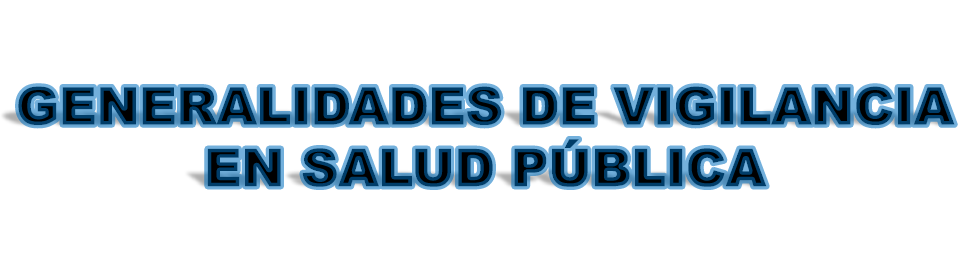 GENERALIDADES DE VIGILANCIA
EN SALUD PÚBLICA